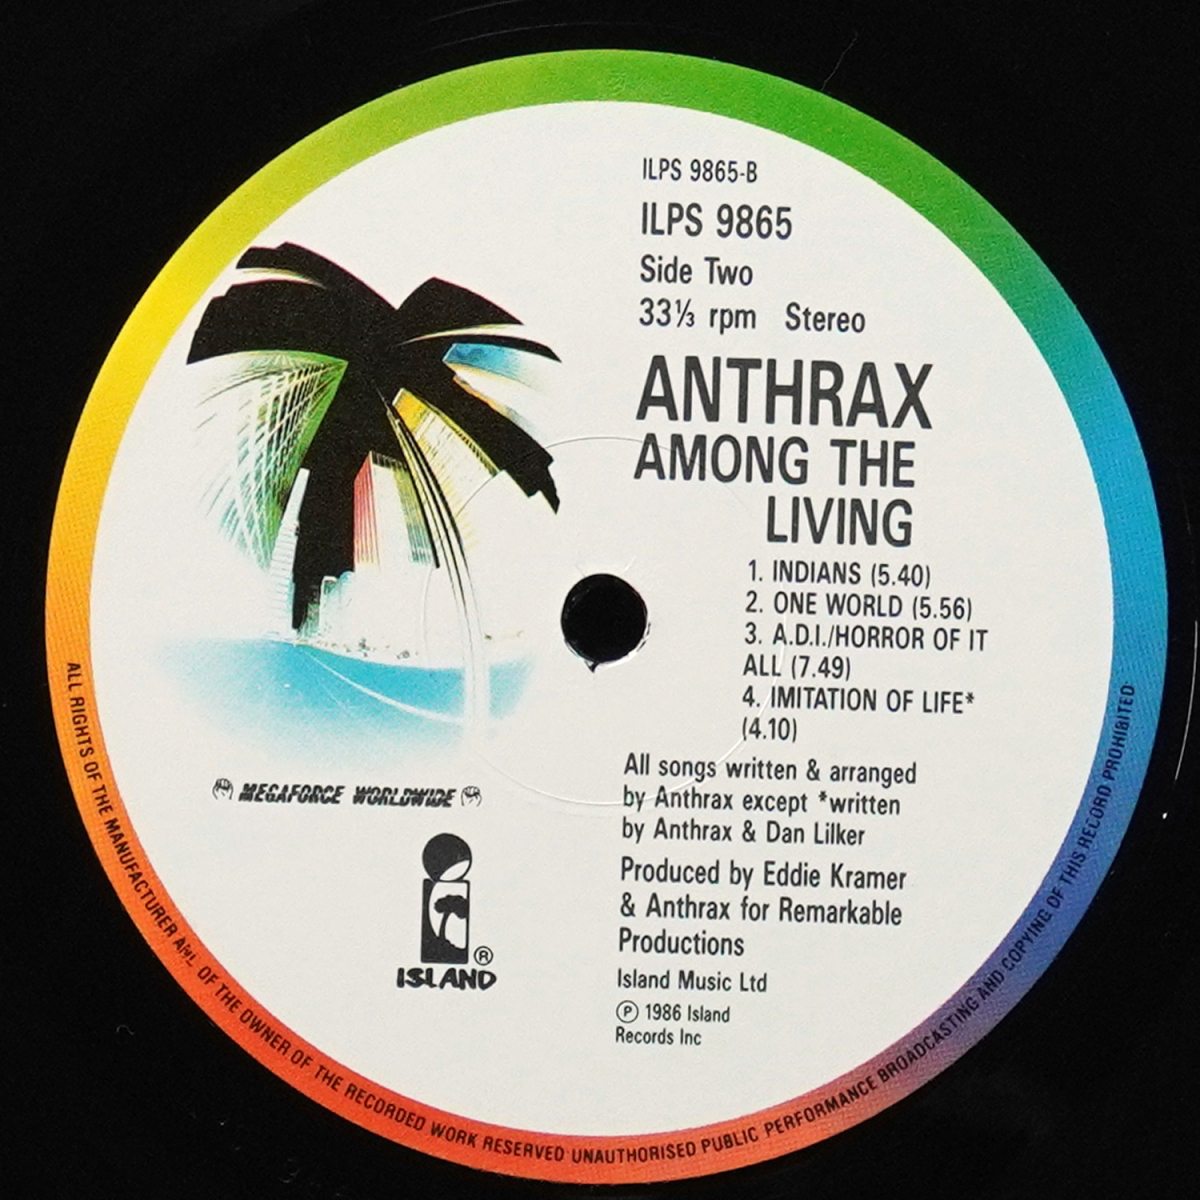 ILPS 9865-B
ILPS 9865
Side Two
33⅓ rpm Stereo
ANTHRAX
AMONG THE
LIVING
1. INDIANS (5.40)
2. ONE WORLD (5.56)
3. A.D.I./HORROR OF IT
ALL (7.49)
4. IMITATION OF LIFE*
(4.10)
All songs written & arranged
by Anthrax except *written
by Anthrax & Dan Lilker
Produced by Eddie Kramer
& Anthrax for Remarkable
Productions
Island Music Ltd
Ⓟ 1986 Island
Records Inc
MEGAFORCE WORLDWIDE
ISLAND ®
ALL RIGHTS OF THE MANUFACTURER AND OF THE OWNER OF THE RECORDED WORK RESERVED UNAUTHORISED PUBLIC PERFORMANCE BROADCASTING AND COPYING OF THIS RECORD PROHIBITED